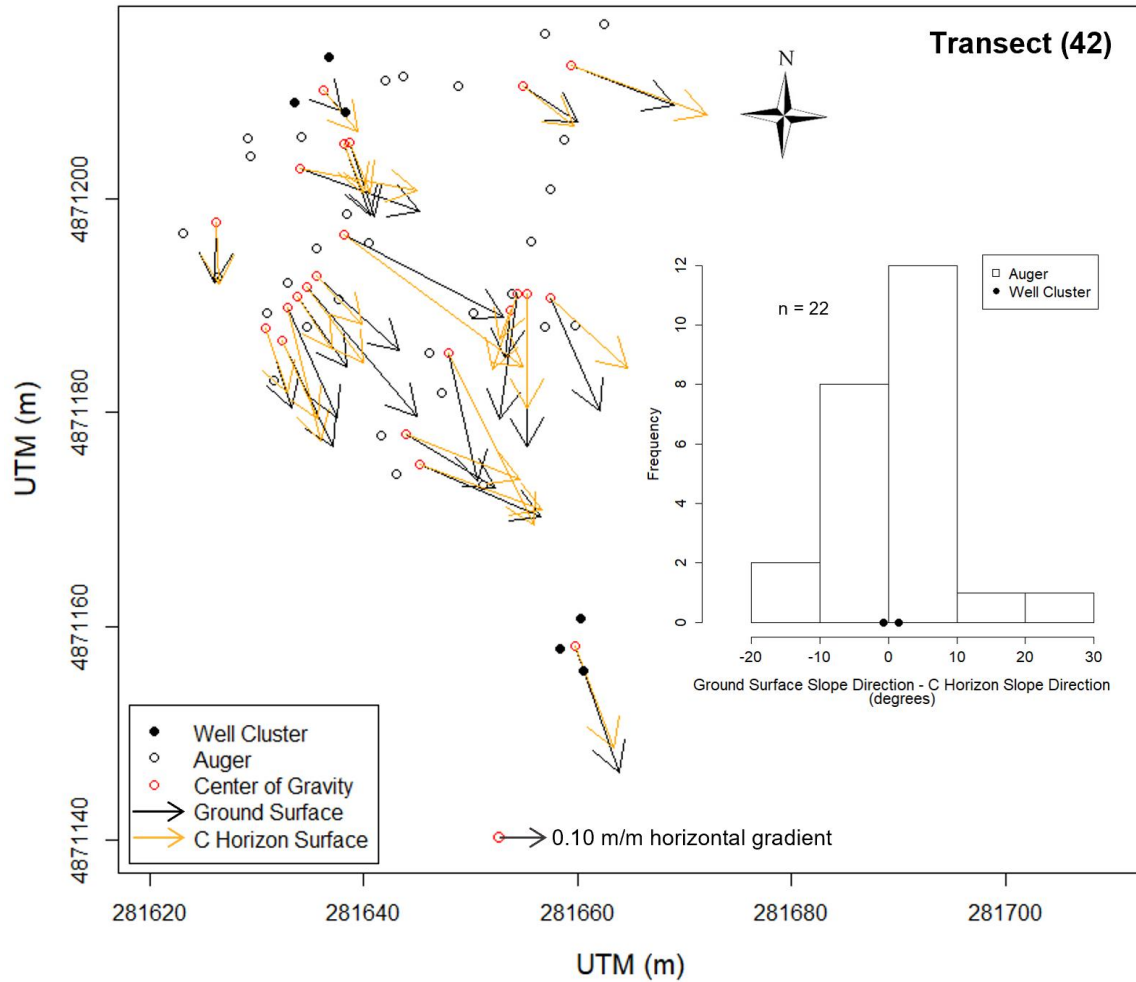 Transect (42)
N
4871200
4871180
4871160
4871140
UTM (m)
12
10
8
6
4
2
0
Frequency
n = 22
Auger
Well Cluster
-20 -10 0 10 20 30
Ground Surface Slope Direction - C Horizon Slope Direction
(degrees)
Well Cluster
Auger
Center of Gravity
Ground Surface
C Horizon Surface
0.10 m/m horizontal gradient
281620 281640 281660 281680 281700
UTM (m)